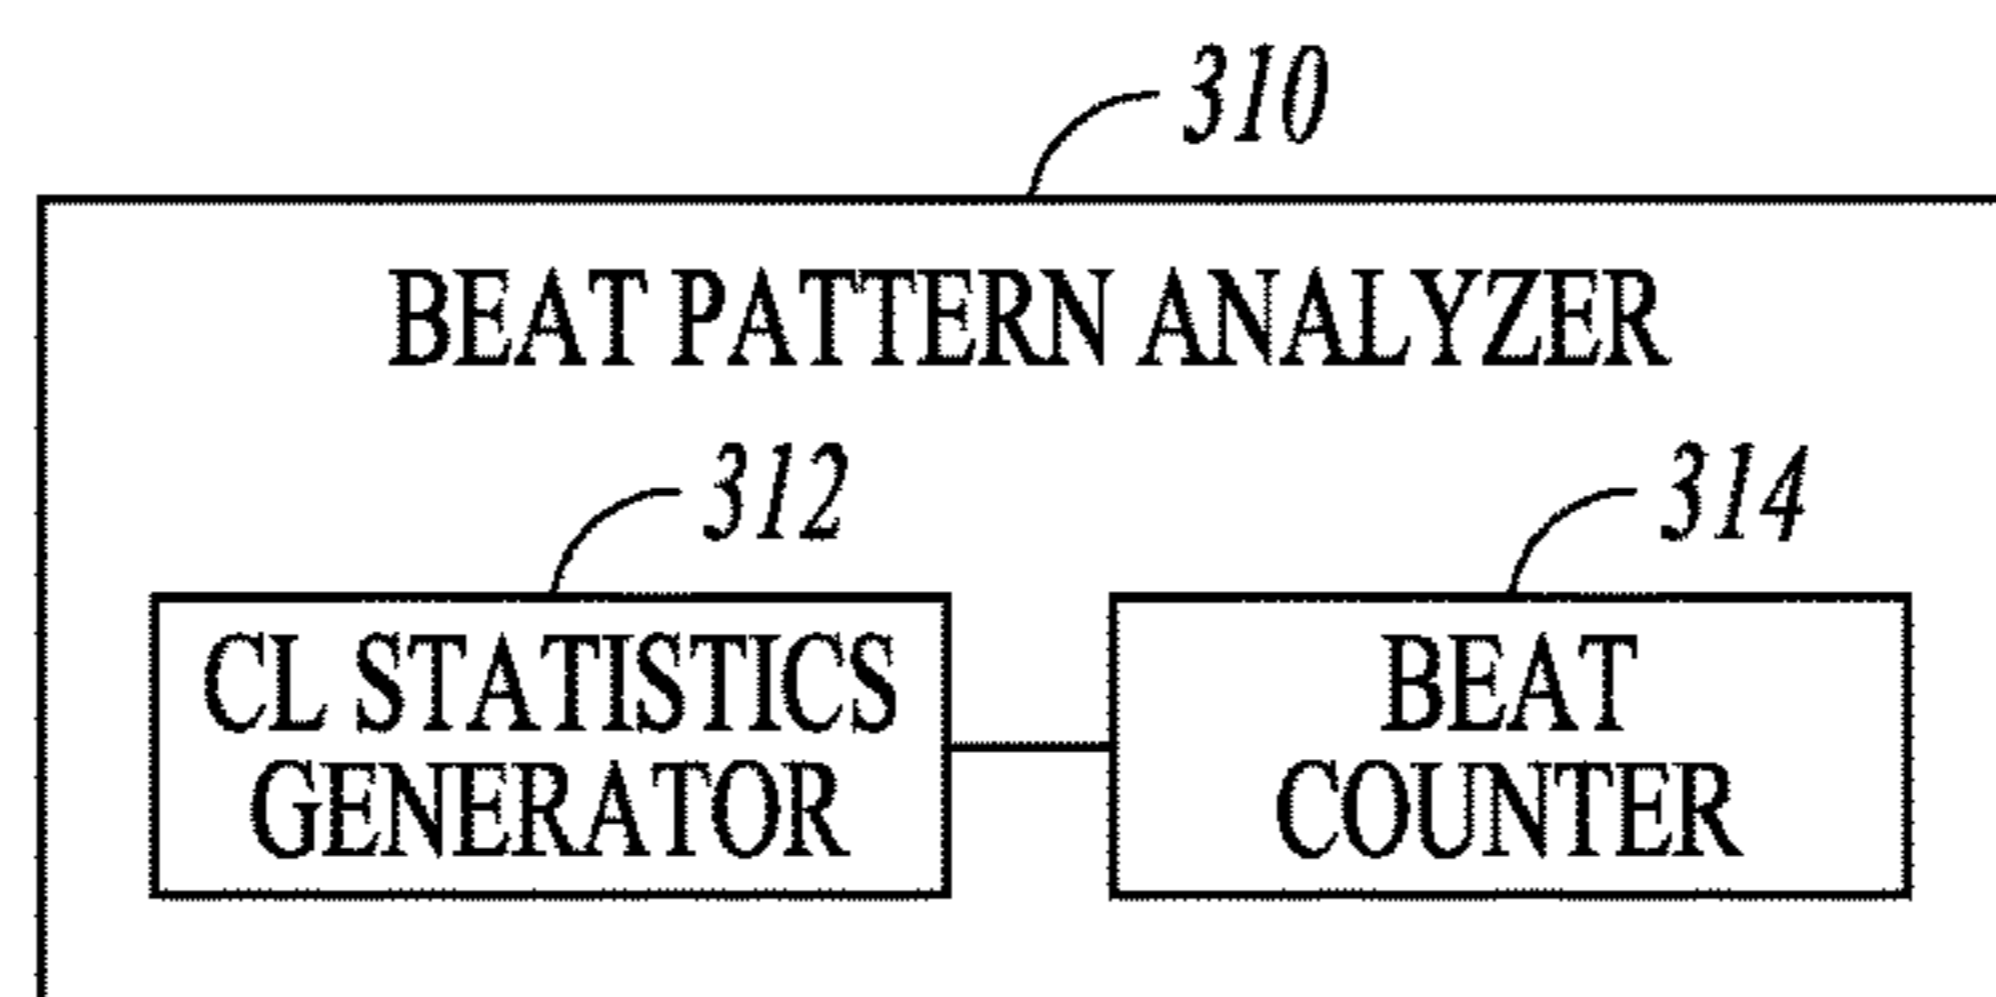 310
BEAT PATTERN ANALYZER
312
314
CL STATISTICS
GENERATOR
BEAT
COUNTER